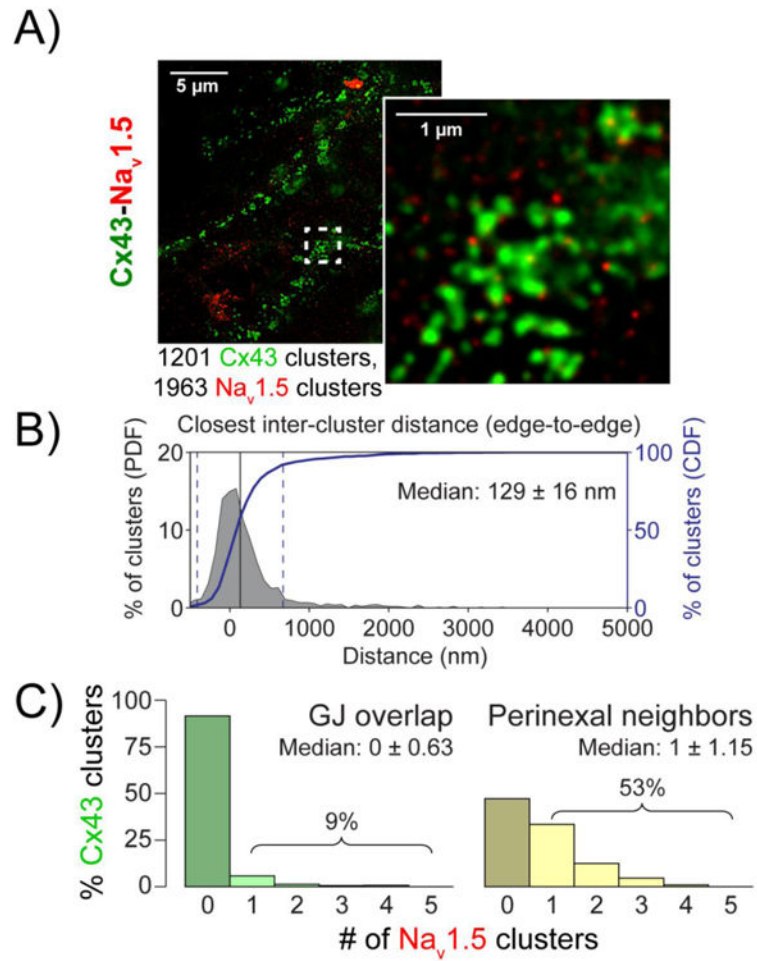 A)
5 µm
1 µm
Cx43-Nav1.5
1201 Cx43 clusters,
1963 Nav1.5 clusters
B)
Closest inter-cluster distance (edge-to-edge)
% of clusters (PDF)
20
10
0
Median: 129 ± 16 nm
100
50
0
% of clusters (CDF)
0 1000 2000 3000 4000 5000
Distance (nm)
C)
% Cx43 clusters
100
75
50
25
0
GJ overlap
Median: 0 ± 0.63
9%
0 1 2 3 4 5
Perinexal neighbors
Median: 1 ± 1.15
53%
0 1 2 3 4 5
# of Nav1.5 clusters